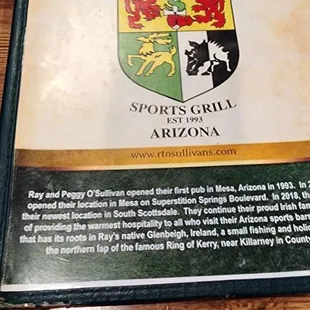 SPORTS GRILL
EST 1993
ARIZONA
www.rtosullivans.com
Ray and Peggy O'Sullivan opened their first pub in Mesa, Arizona in 1993. In
opened their location in Mesa on Superstition Springs Boulevard. In 2018, the
their newest location in South Scottsdale. They continue their proud Irish
of providing the warmest hospitality to all who visit their Arizona sports bars
that has its roots in Ray's native Glenbeigh, Ireland, a small fishing and
the northern lap of the famous Ring of Kerry, near Killarney in